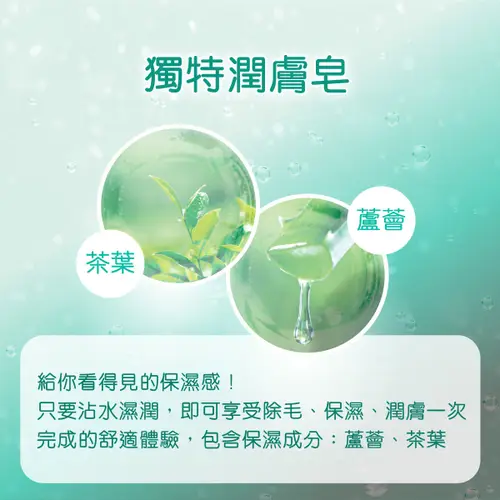 獨特潤膚皂
蘆薈
茶葉
給你看得見的保濕感！
只要沾水濕潤，即可享受除毛、保濕、潤膚一次
完成的舒適體驗，包含保濕成分：蘆薈、茶葉